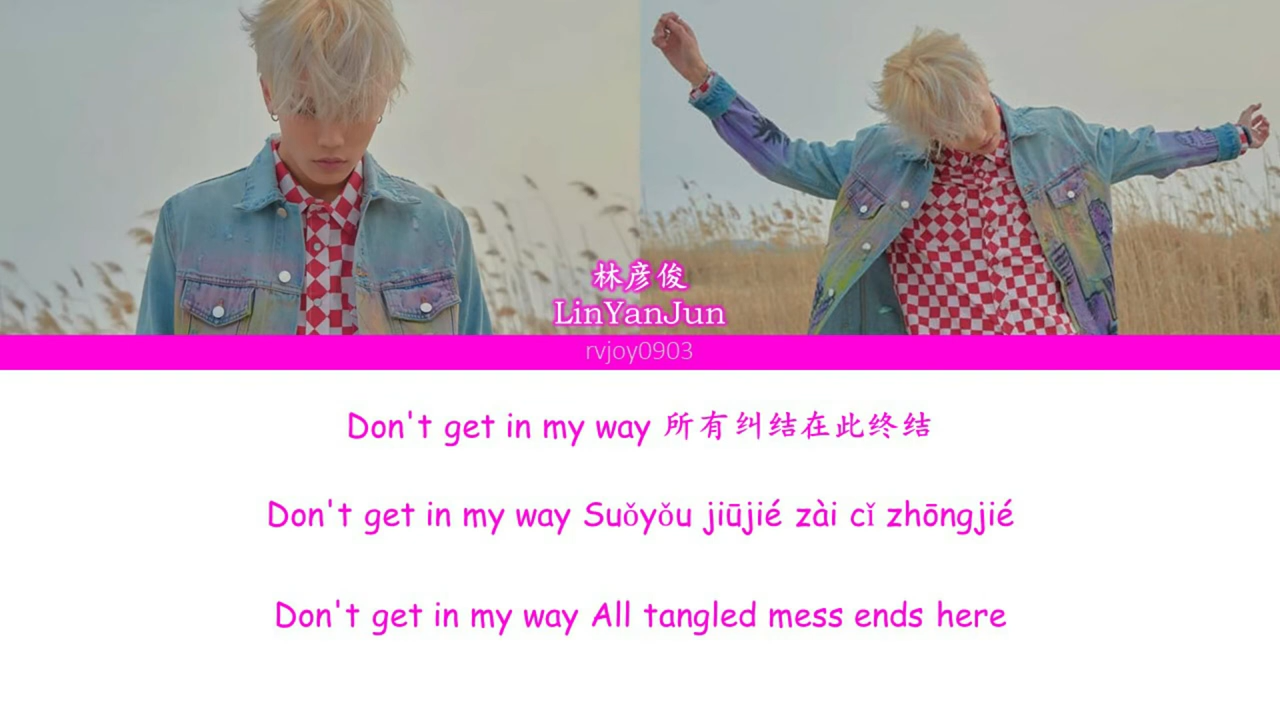 林彦俊
LinYanJun
rvjoy0903
Don't get in my way 所有纠结在此终结
Don't get in my way Suǒyǒu jiūjié zài cǐ zhōngjié
Don't get in my way All tangled mess ends here